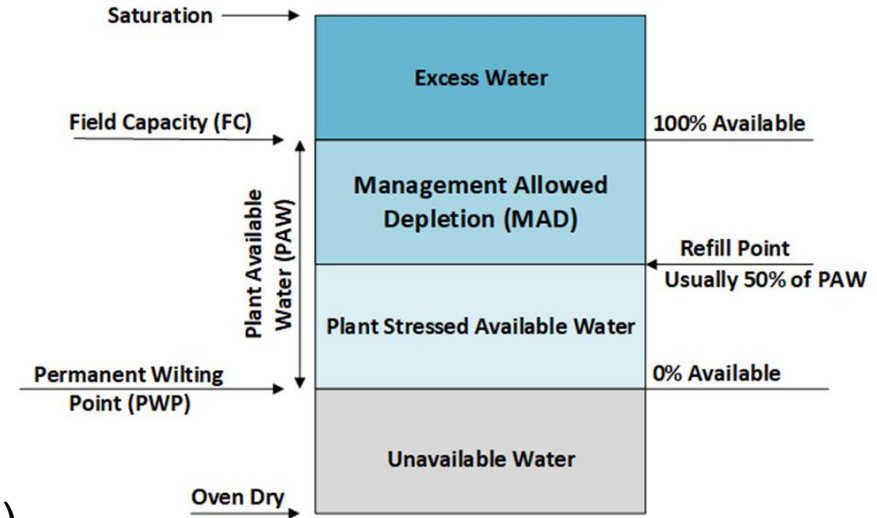 Saturation
Excess Water
Field Capacity (FC)
100% Available
Management Allowed
Depletion (MAD)
Plant Available
Water (PAW)
Refill Point
Usually 50% of PAW
Plant Stressed Available Water
Permanent Wilting
Point (PWP)
0% Available
Unavailable Water
Oven Dry
)